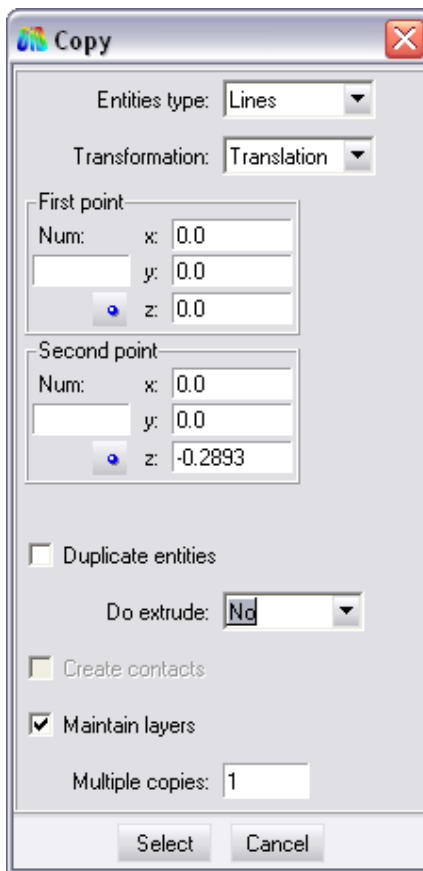 Copy
Entities type: Lines
Transformation: Translation
First point
Num: x: 0.0
y: 0.0
z: 0.0
Second point
Num: x: 0.0
y: 0.0
z: -0.2893
Duplicate entities
Do extrude: No
Create contacts
Maintain layers
Multiple copies: 1
Select Cancel